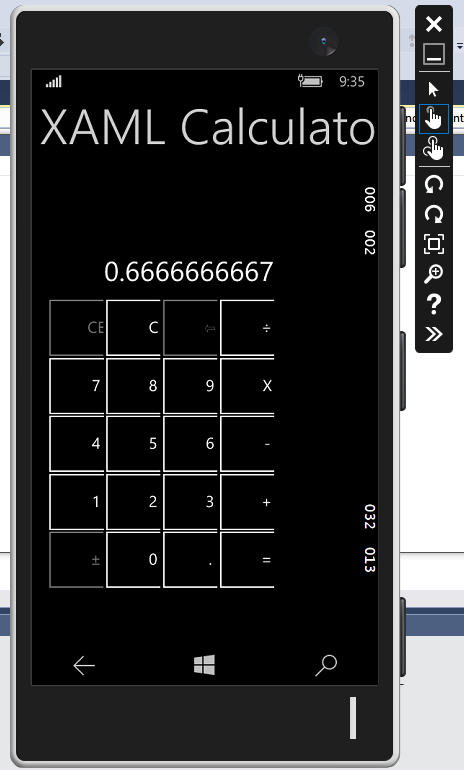 9:35
XAML Calculato
006
002
0.6666666667
CE C ⇦ ÷
7 8 9 X
4 5 6 -
1 2 3 +
± 0 . =
032
013
?